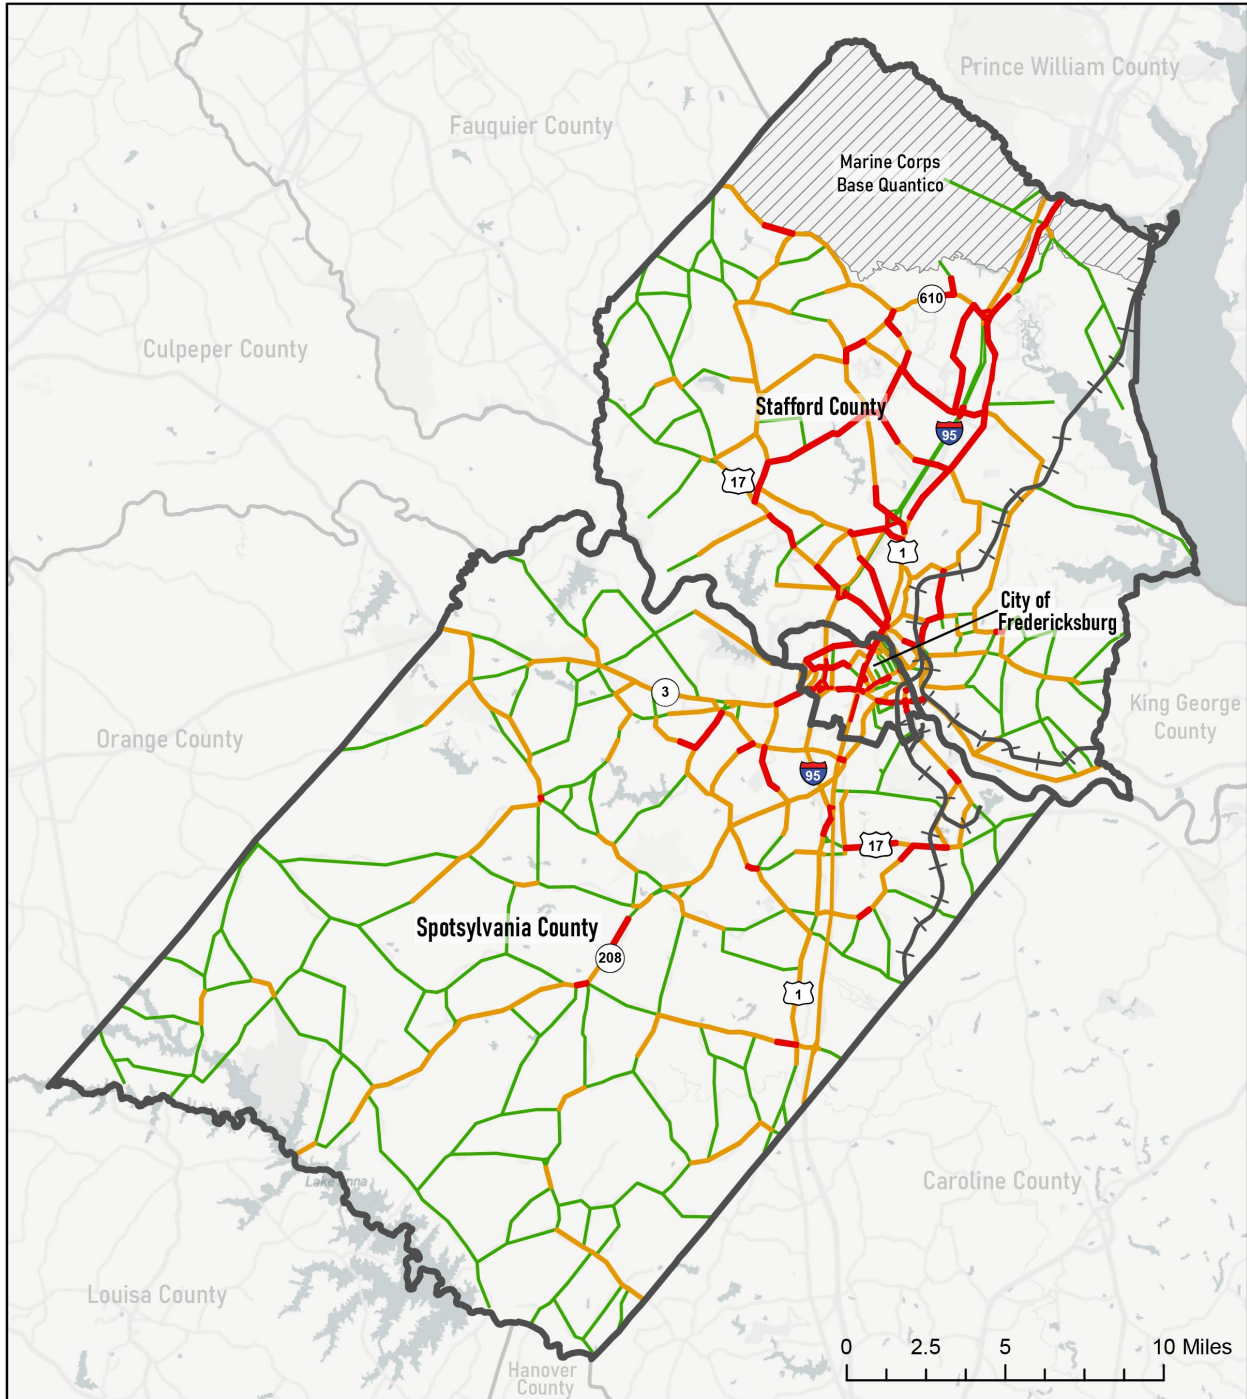 Prince William County
Fauquier County
Marine Corps
Base Quantico
610
Culpeper County
Stafford County
95
17
1
City of
Fredericksburg
3
King George
County
Orange County
95
17
Spotsylvania County
208
1
Lake Anna
Caroline County
Louisa County
0 2.5 5 10 Miles
Hanover
County